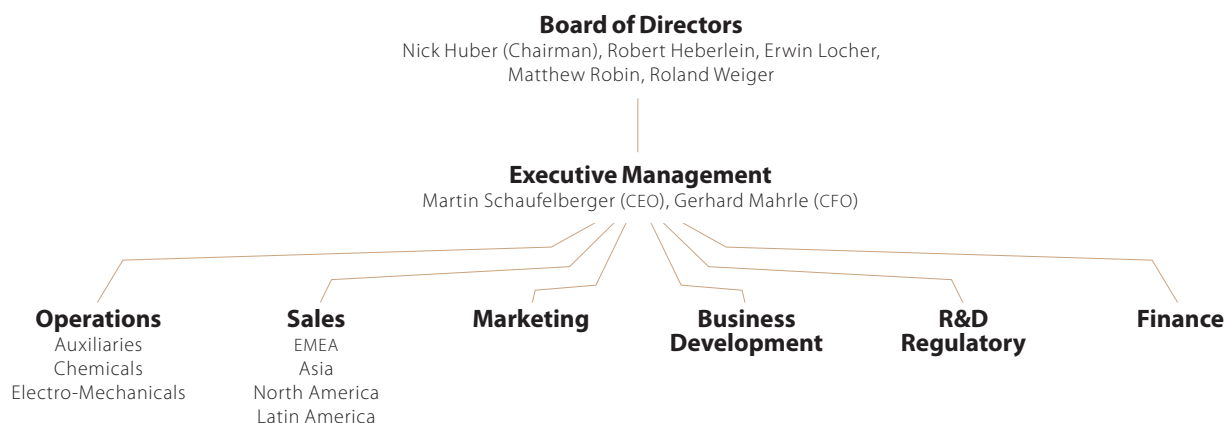 Board of Directors
Nick Huber (Chairman), Robert Heberlein, Erwin Locher,
Matthew Robin, Roland Weiger
Executive Management
Martin Schaufelberger (CEO), Gerhard Mahrle (CFO)
Operations
Auxiliaries
Chemicals
Electro-Mechanicals
Sales
EMEA
Asia
North America
Latin America
Marketing
Business
Development
R&D
Regulatory
Finance